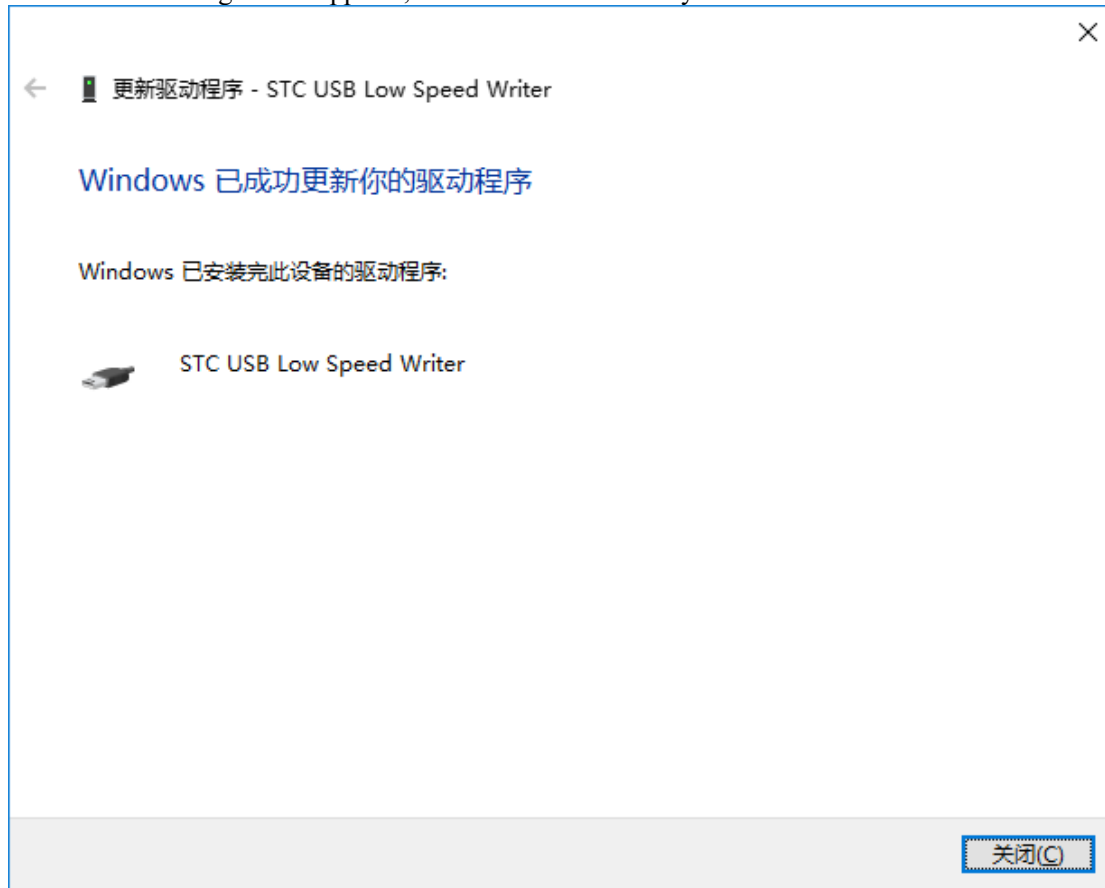 更新驱动程序 - STC USB Low Speed Writer
Windows 已成功更新你的驱动程序
Windows 已安装完此设备的驱动程序:
STC USB Low Speed Writer
关闭(C)